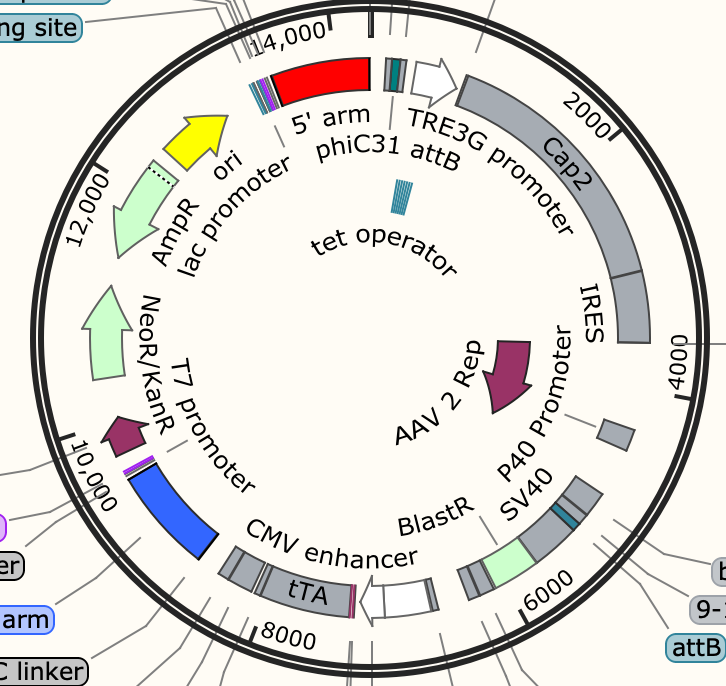 ng site
14,000
5' arm
phiC31 attB
TRE3G promoter
2000
Cap2
ori
lac promoter
AmpR
12,000
tet operator
IRES
NeoR/KanR
T7 promoter
AAV 2 Rep
P40 Promoter
4000
10,000
SV40
BlastR
CMV enhancer
tTA
6000
8000
er
arm
C linker
b
9-
attB